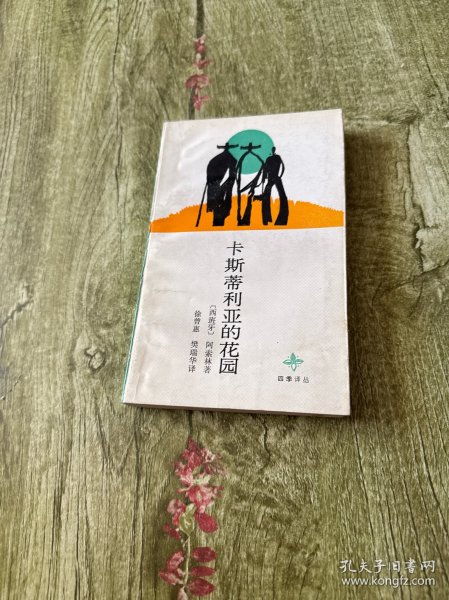 卡斯蒂利亚的花园
〔西班牙〕 阿索林著
徐曾惠 樊瑞华译
四季译丛
孔夫子旧书网
www.kongfz.com